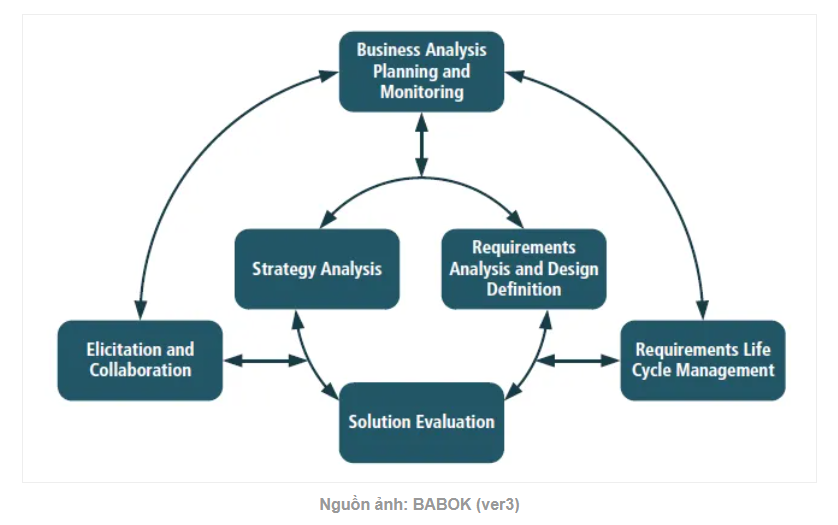 Business Analysis
Planning and
Monitoring
Strategy Analysis
Requirements
Analysis and Design
Definition
Elicitation and
Collaboration
Requirements Life
Cycle Management
Solution Evaluation
Nguồn ảnh: BABOK (ver3)